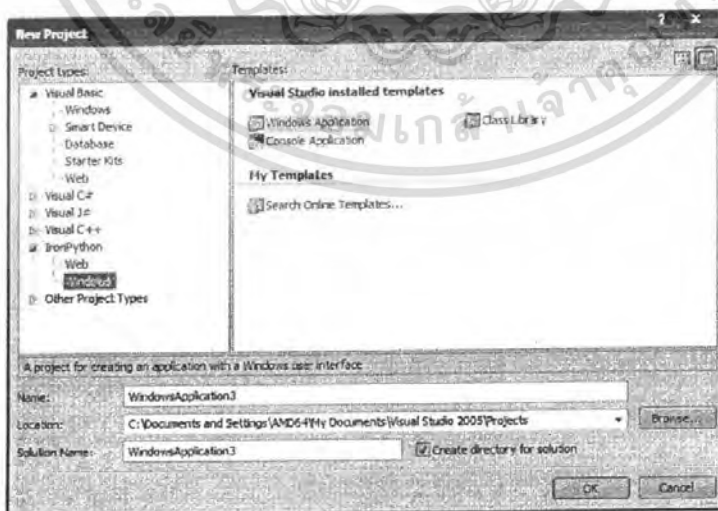 New Project
? x
Project types:
Visual Basic
Windows
Smart Device
Database
Starter Kits
Web
Visual C#
Visual J#
Visual C++
IronPython
Web
Windows
Other Project Types
Templates:
Visual Studio installed templates
Windows Application
Class Library
Console Application
My Templates
Search Online Templates...
A project for creating an application with a Windows user interface
Name:
WindowsApplication3
Location:
C:\Documents and Settings\AMD64\My Documents\Visual Studio 2005\Projects
Browse...
Solution Name:
WindowsApplication3
Create directory for solution
OK
Cancel